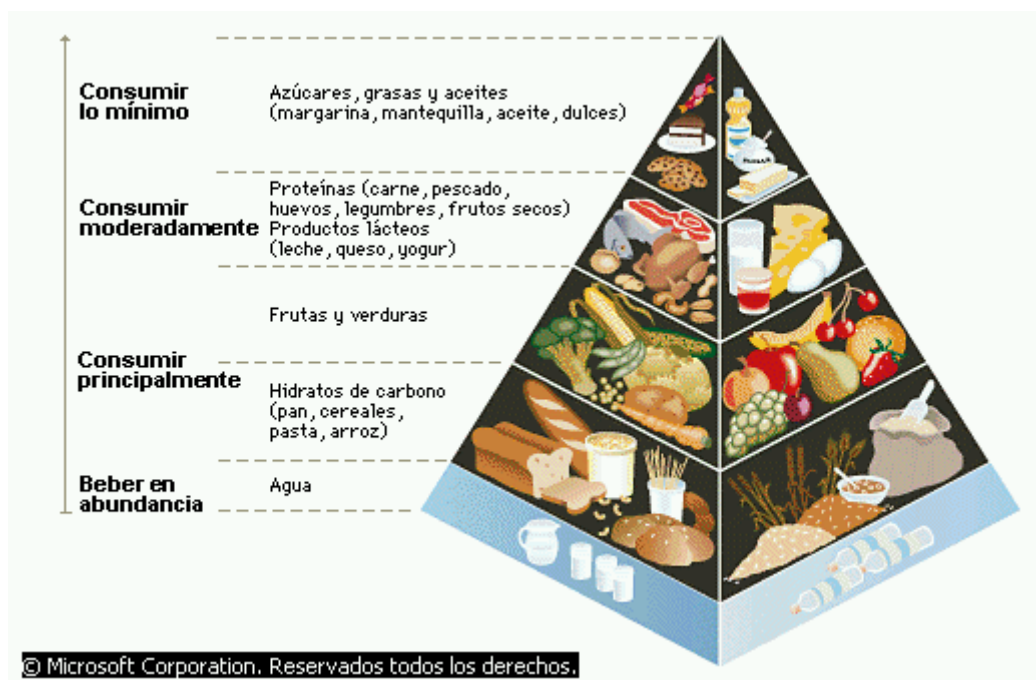 Consumir
lo mínimo
Azúcares, grasas y aceites
(margarina, mantequilla, aceite, dulces)
Consumir
moderadamente
Proteínas (carne, pescado,
huevos, legumbres, frutos secos)
Productos lácteos
(leche, queso, yogur)
Frutas y verduras
Consumir
principalmente
Hidratos de carbono
(pan, cereales,
pasta, arroz)
Beber en
abundancia
Agua
© Microsoft Corporation. Reservados todos los derechos.